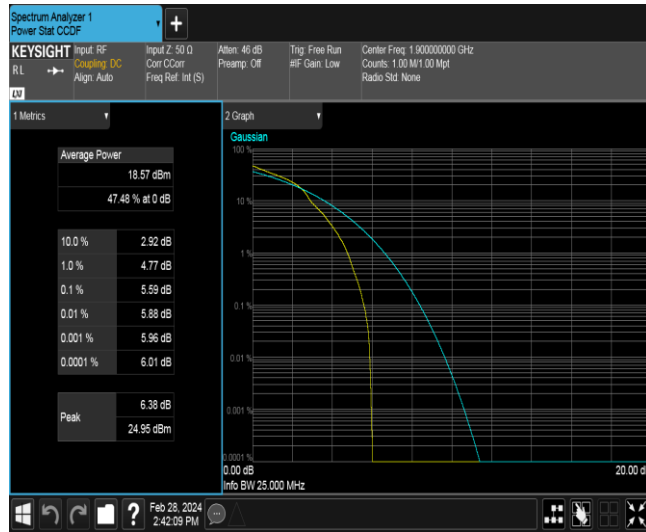 Spectrum Analyzer 1
Power Stat CCDF
KEYSIGHT
RL
LXI
Input: RF
Coupling: DC
Align: Auto
Input Z: 50 Ω
Corr CCorr
Freq Ref: Int (S)
Atten: 46 dB
Preamp: Off
Trig: Free Run
#IF Gain: Low
Center Freq: 1.900000000 GHz
Counts: 1.00 M/1.00 Mpt
Radio Std: None
1 Metrics
Average Power
18.57 dBm
47.48 % at 0 dB
10.0 % 2.92 dB
1.0 % 4.77 dB
0.1 % 5.59 dB
0.01 % 5.88 dB
0.001 % 5.96 dB
0.0001 % 6.01 dB
Peak
6.38 dB
24.95 dBm
2 Graph
Gaussian
100 %
10 %
1 %
0.1 %
0.01 %
0.001 %
0.0001 %
0.00 dB
20.00 d
Info BW 25.000 MHz
?
Feb 28, 2024
2:42:09 PM